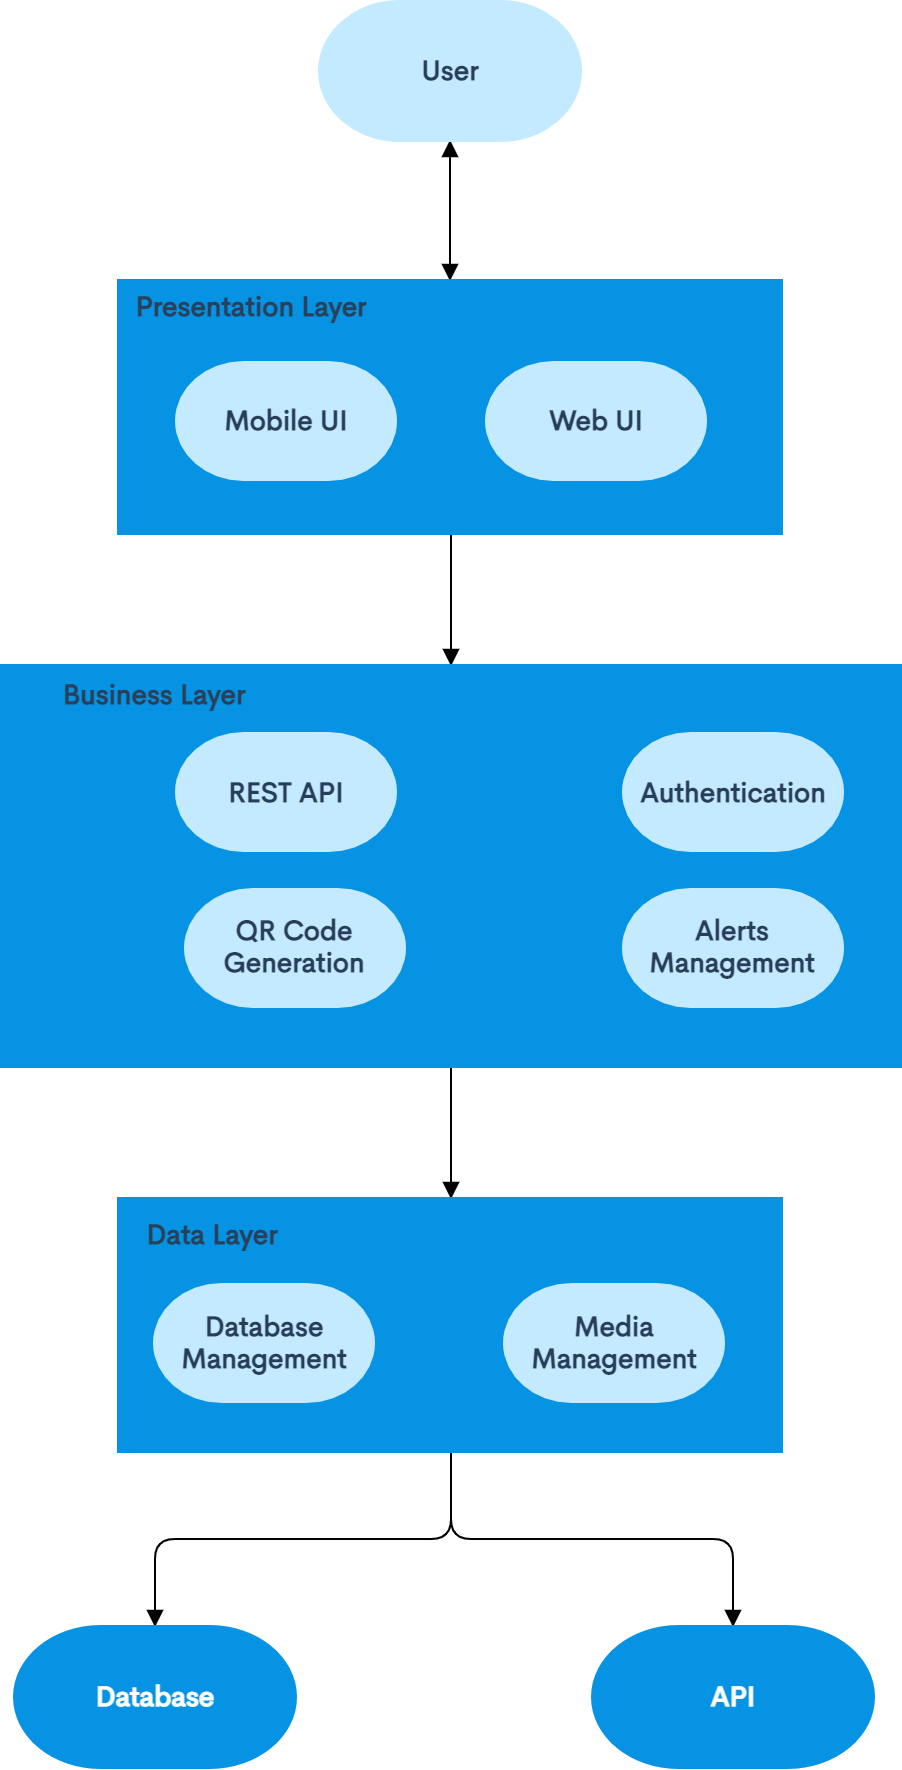 User
Presentation Layer
Mobile UI
Web UI
Business Layer
REST API
Authentication
QR Code
Generation
Alerts
Management
Data Layer
Database
Management
Media
Management
Database
API